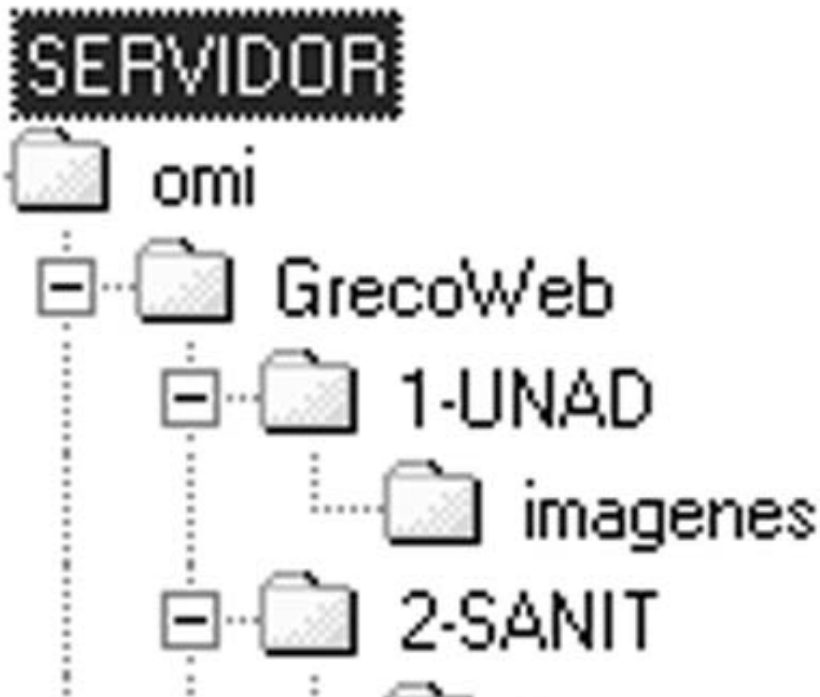 SERVIDOR
omi
GrecoWeb
1-UNAD
imagenes
2-SANIT